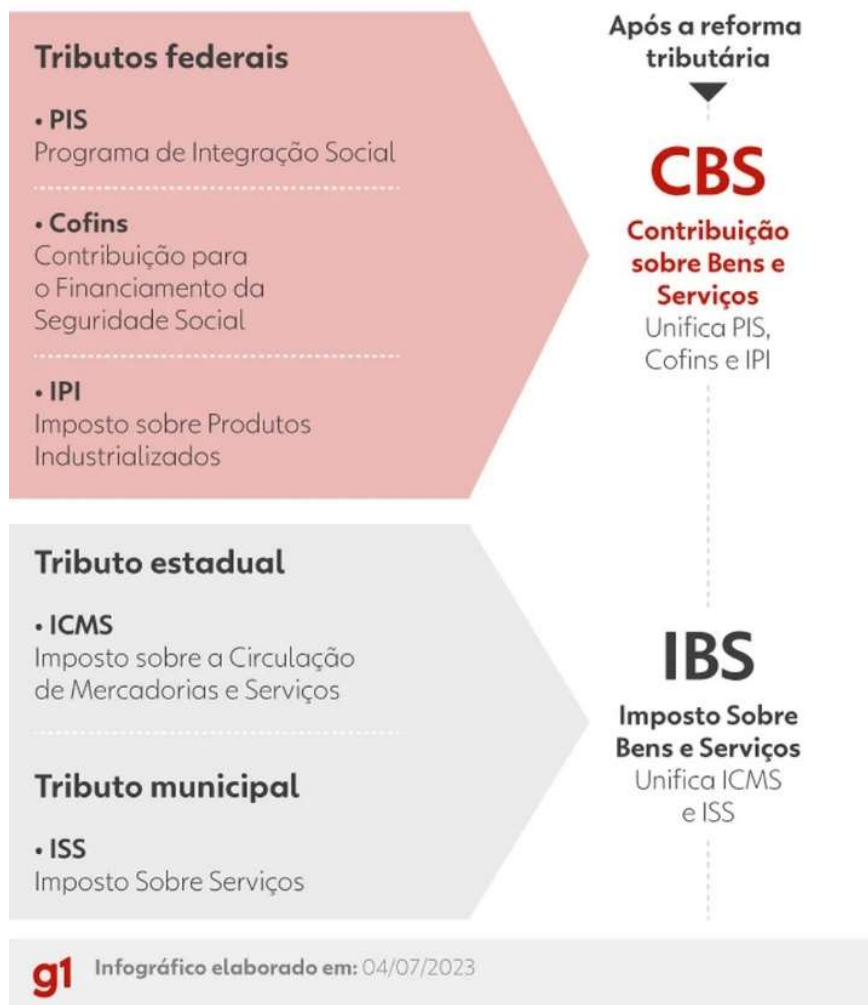 Tributos federais
• PIS
Programa de Integração Social
• Cofins
Contribuição para
o Financiamento da
Seguridade Social
• IPI
Imposto sobre Produtos
Industrializados
Após a reforma
tributária
CBS
Contribuição
sobre Bens e
Serviços
Unifica PIS,
Cofins e IPI
Tributo estadual
• ICMS
Imposto sobre a Circulação
de Mercadorias e Serviços
Tributo municipal
• ISS
Imposto Sobre Serviços
IBS
Imposto Sobre
Bens e Serviços
Unifica ICMS
e ISS
g1 Infográfico elaborado em: 04/07/2023